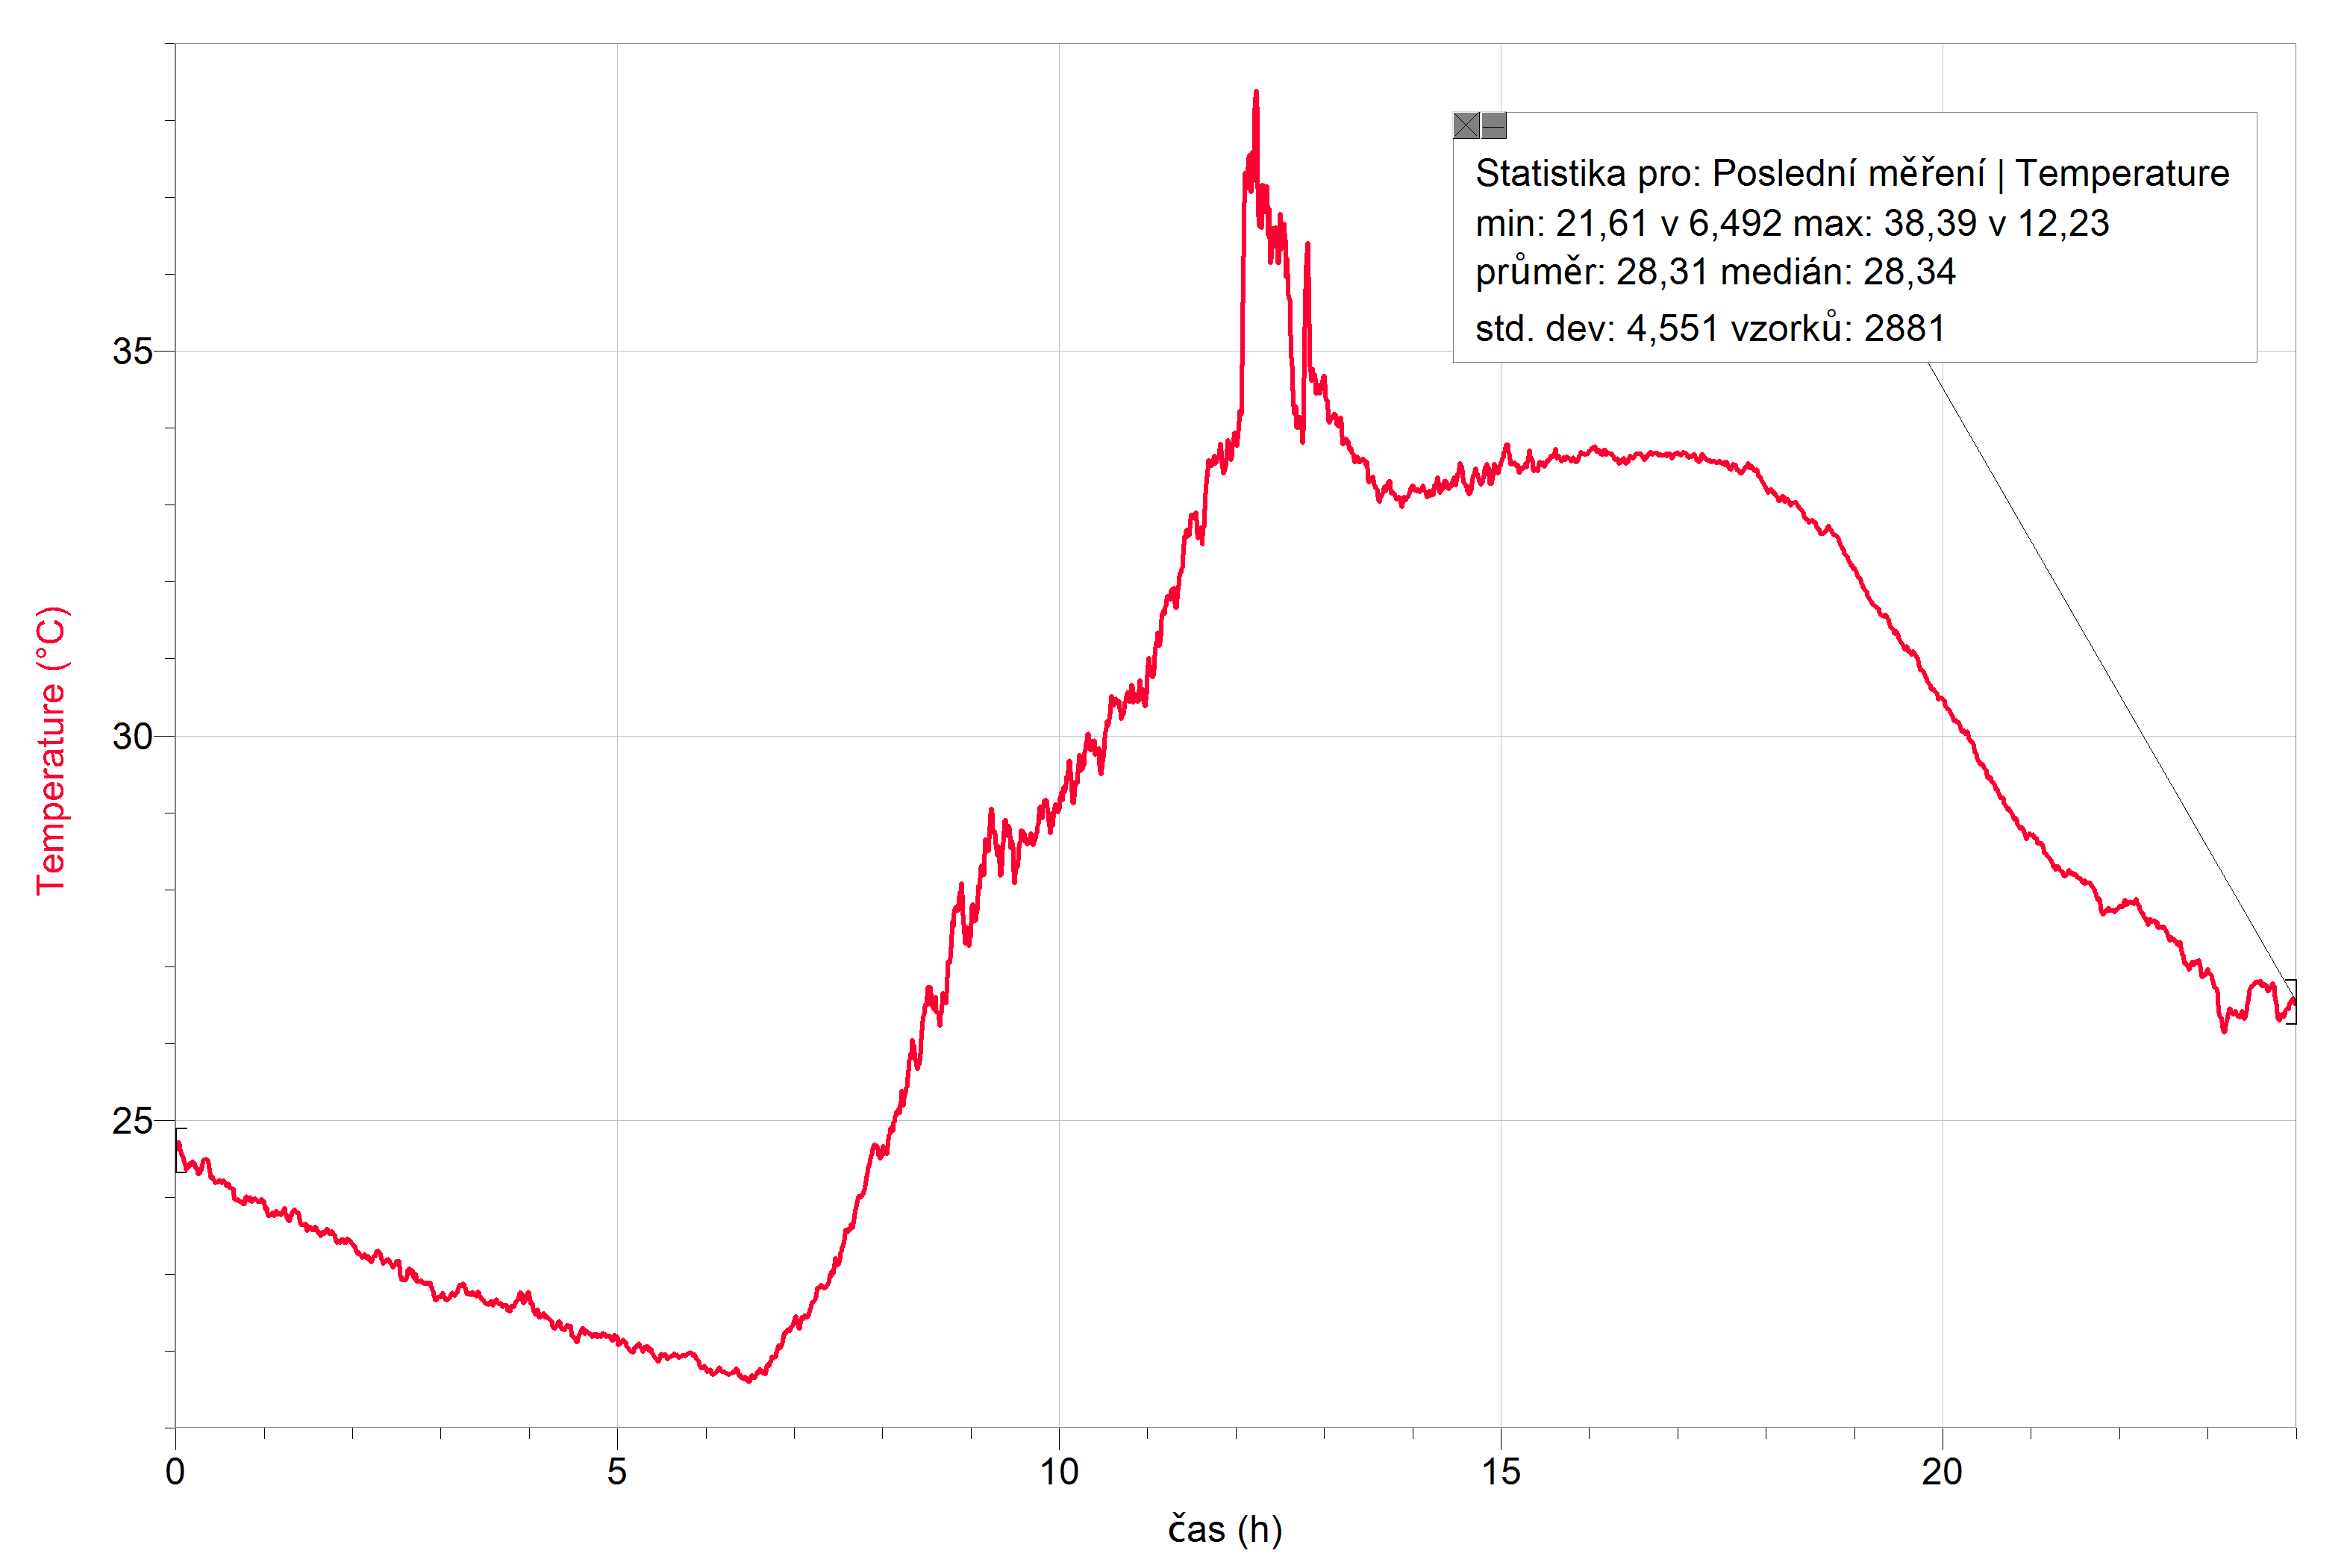 Statistika pro: Poslední měření | Temperature
min: 21,61 v 6,492 max: 38,39 v 12,23
průměr: 28,31 medián: 28,34
std. dev: 4,551 vzorků: 2881
35
30
25
Temperature (°C)
0 5 10 15 20
čas (h)